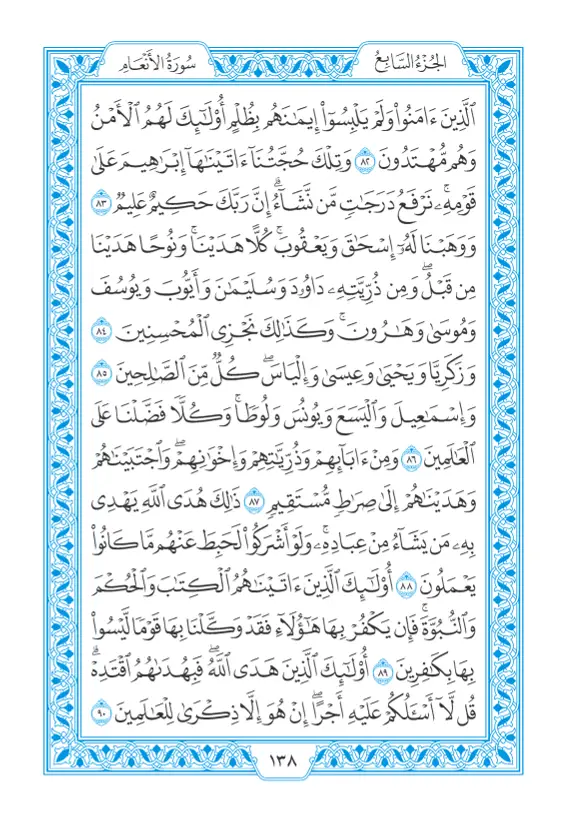 الجُزْءُ السَّابِعُ
سُورَةُ الأَنْعَامِ
ٱلَّذِينَ ءَامَنُوا۟ وَلَمْ يَلْبِسُوٓا۟ إِيمَـٰنَهُم بِظُلْمٍ أُو۟لَـٰٓئِكَ لَهُمُ ٱلْأَمْنُ
وَهُم مُّهْتَدُونَ ٨٢ وَتِلْكَ حُجَّتُنَآ ءَاتَيْنَـٰهَآ إِبْرَٰهِيمَ عَلَىٰ
قَوْمِهِۦ ۚ نَرْفَعُ دَرَجَـٰتٍ مَّن نَّشَآءُ ۗ إِنَّ رَبَّكَ حَكِيمٌ عَلِيمٌ ٨٣
وَوَهَبْنَا لَهُۥٓ إِسْحَـٰقَ وَيَعْقُوبَ ۚ كُلًّا هَدَيْنَا ۚ وَنُوحًا هَدَيْنَا
مِن قَبْلُ ۖ وَمِن ذُرِّيَّتِهِۦ دَاوُۥدَ وَسُلَيْمَـٰنَ وَأَيُّوبَ وَيُوسُفَ
وَمُوسَىٰ وَهَـٰرُونَ ۚ وَكَذَٰلِكَ نَجْزِى ٱلْمُحْسِنِينَ ٨٤
وَزَكَرِيَّا وَيَحْيَىٰ وَعِيسَىٰ وَإِلْيَاسَ ۖ كُلٌّ مِّنَ ٱلصَّـٰلِحِينَ ٨٥
وَإِسْمَـٰعِيلَ وَٱلْيَسَعَ وَيُونُسَ وَلُوطًا ۚ وَكُلًّا فَضَّلْنَا عَلَى
ٱلْعَـٰلَمِينَ ٨٦ وَمِنْ ءَابَآئِهِمْ وَذُرِّيَّـٰتِهِمْ وَإِخْوَٰنِهِمْ ۖ وَٱجْتَبَيْنَـٰهُمْ
وَهَدَيْنَـٰهُمْ إِلَىٰ صِرَٰطٍ مُّسْتَقِيمٍ ٨٧ ذَٰلِكَ هُدَى ٱللَّهِ يَهْدِى
بِهِۦ مَن يَشَآءُ مِنْ عِبَادِهِۦ ۚ وَلَوْ أَشْرَكُوا۟ لَحَبِطَ عَنْهُم مَّا كَانُوا۟
يَعْمَلُونَ ٨٨ أُو۟لَـٰٓئِكَ ٱلَّذِينَ ءَاتَيْنَـٰهُمُ ٱلْكِتَـٰبَ وَٱلْحُكْمَ
وَٱلنُّبُوَّةَ ۚ فَإِن يَكْفُرْ بِهَا هَـٰٓؤُلَآءِ فَقَدْ وَكَّلْنَا بِهَا قَوْمًا لَّيْسُوا۟
بِهَا بِكَـٰفِرِينَ ٨٩ أُو۟لَـٰٓئِكَ ٱلَّذِينَ هَدَى ٱللَّهُ ۖ فَبِهُدَىٰهُمُ ٱقْتَدِهْ ۗ
قُل لَّآ أَسْـَٔلُكُمْ عَلَيْهِ أَجْرًا ۖ إِنْ هُوَ إِلَّا ذِكْرَىٰ لِلْعَـٰلَمِينَ ٩٠
١٣٨